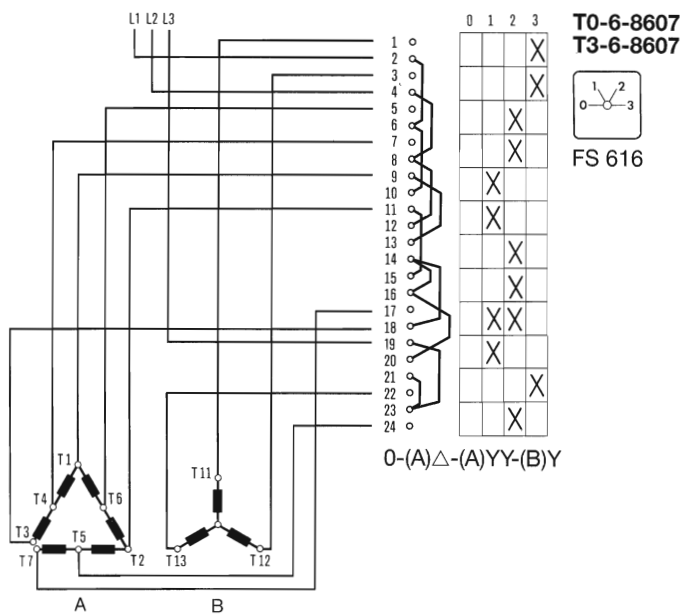 L1 L2 L3
0 1 2 3
T0-6-8607
T3-6-8607
1
2
3
4
5
6
7
8
9
10
11
12
13
14
15
16
17
18
19
20
21
22
23
24
X
X
X
X
X
X
X
X
X X
X
X
X
1 2
0 3
FS 616
0-(A)△-(A)YY-(B)Y
T1
T11
T4 T6
T3 T5
T7 T2
T13 T12
A B